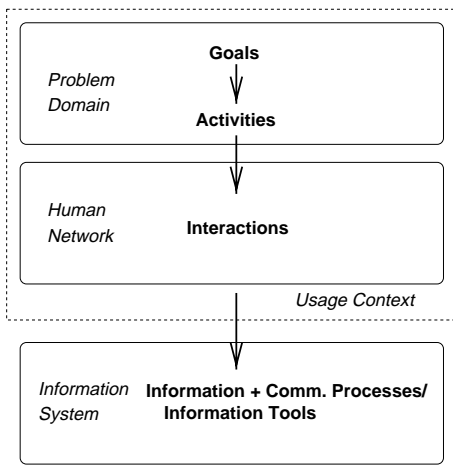 Goals
Problem
Domain
Activities
Human
Network
Interactions
Usage Context
Information
System
Information + Comm. Processes/
Information Tools